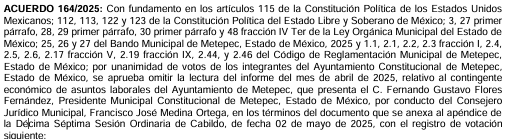 ACUERDO 164/2025: Con fundamento en los artículos 115 de la Constitución Política de los Estados Unidos
Mexicanos; 112, 113, 122 y 123 de la Constitución Política del Estado Libre y Soberano de México; 3, 27 primer
párrafo, 28, 29 primer párrafo, 30 primer párrafo y 48 fracción IV Ter de la Ley Orgánica Municipal del Estado de
México; 25, 26 y 27 del Bando Municipal de Metepec, Estado de México, 2025 y 1.1, 2.1, 2.2, 2.3 fracción I, 2.4,
2.5, 2.6, 2.17 fracción V, 2.19 fracción IX, 2.44, y 2.46 del Código de Reglamentación Municipal de Metepec,
Estado de México; por unanimidad de votos de los integrantes del Ayuntamiento Constitucional de Metepec,
Estado de México, se aprueba omitir la lectura del informe del mes de abril de 2025, relativo al contingente
económico de asuntos laborales del Ayuntamiento de Metepec, que presenta el C. Fernando Gustavo Flores
Fernández, Presidente Municipal Constitucional de Metepec, Estado de México, por conducto del Consejero
Jurídico Municipal, Francisco José Medina Ortega, en los términos del documento que se anexa al apéndice de
la Décima Séptima Sesión Ordinaria de Cabildo, de fecha 02 de mayo de 2025, con el registro de votación
siguiente: